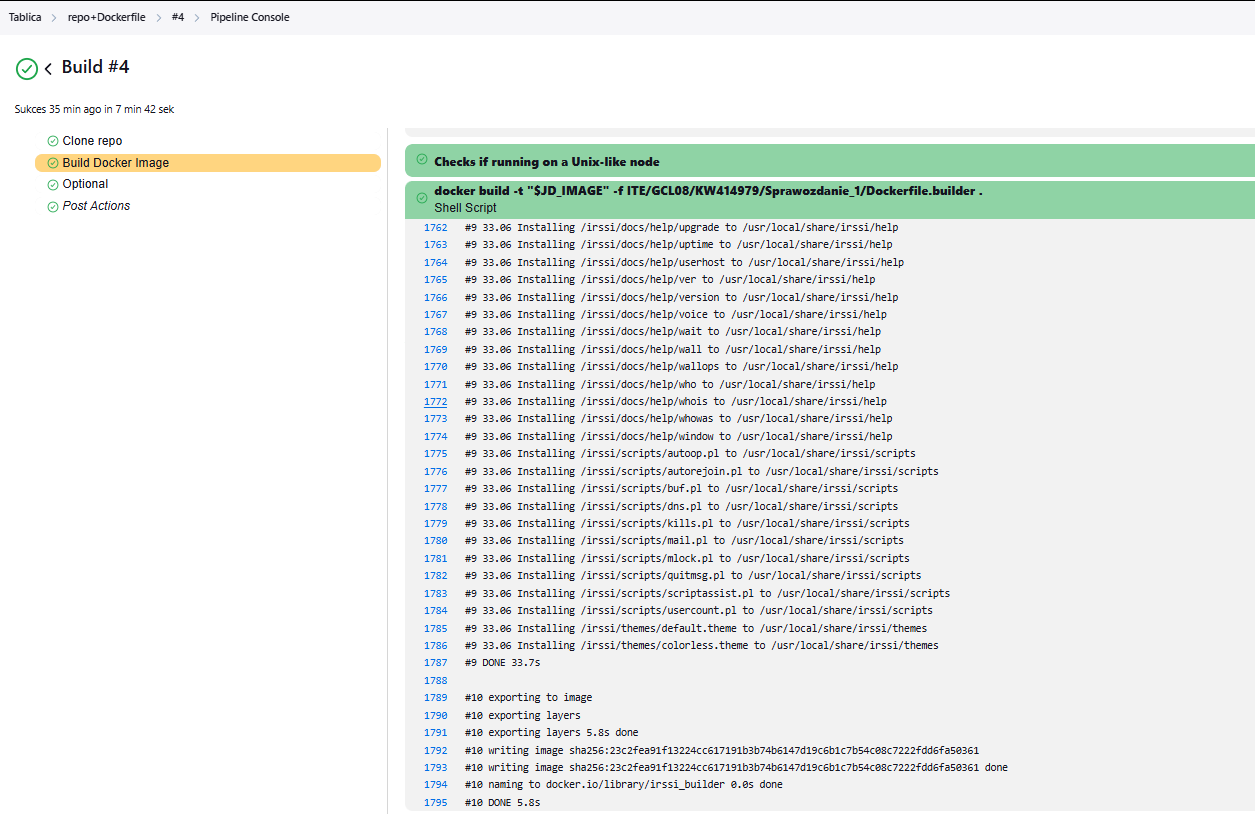 Tablica > repo+Dockerfile > #4 > Pipeline Console
Build #4
Sukces 35 min ago in 7 min 42 sek
Clone repo
Build Docker Image
Optional
Post Actions
Checks if running on a Unix-like node
docker build -t "$JD_IMAGE" -f ITE/GCL08/KW414979/Sprawozdanie_1/Dockerfile.builder .
Shell Script
1762 #9 33.06 Installing /irssi/docs/help/upgrade to /usr/local/share/irssi/help
1763 #9 33.06 Installing /irssi/docs/help/uptime to /usr/local/share/irssi/help
1764 #9 33.06 Installing /irssi/docs/help/userhost to /usr/local/share/irssi/help
1765 #9 33.06 Installing /irssi/docs/help/ver to /usr/local/share/irssi/help
1766 #9 33.06 Installing /irssi/docs/help/version to /usr/local/share/irssi/help
1767 #9 33.06 Installing /irssi/docs/help/voice to /usr/local/share/irssi/help
1768 #9 33.06 Installing /irssi/docs/help/wait to /usr/local/share/irssi/help
1769 #9 33.06 Installing /irssi/docs/help/wall to /usr/local/share/irssi/help
1770 #9 33.06 Installing /irssi/docs/help/wallops to /usr/local/share/irssi/help
1771 #9 33.06 Installing /irssi/docs/help/who to /usr/local/share/irssi/help
1772 #9 33.06 Installing /irssi/docs/help/whois to /usr/local/share/irssi/help
1773 #9 33.06 Installing /irssi/docs/help/whowas to /usr/local/share/irssi/help
1774 #9 33.06 Installing /irssi/docs/help/window to /usr/local/share/irssi/help
1775 #9 33.06 Installing /irssi/scripts/autoop.pl to /usr/local/share/irssi/scripts
1776 #9 33.06 Installing /irssi/scripts/autorejoin.pl to /usr/local/share/irssi/scripts
1777 #9 33.06 Installing /irssi/scripts/buf.pl to /usr/local/share/irssi/scripts
1778 #9 33.06 Installing /irssi/scripts/dns.pl to /usr/local/share/irssi/scripts
1779 #9 33.06 Installing /irssi/scripts/kills.pl to /usr/local/share/irssi/scripts
1780 #9 33.06 Installing /irssi/scripts/mail.pl to /usr/local/share/irssi/scripts
1781 #9 33.06 Installing /irssi/scripts/mlock.pl to /usr/local/share/irssi/scripts
1782 #9 33.06 Installing /irssi/scripts/quitmsg.pl to /usr/local/share/irssi/scripts
1783 #9 33.06 Installing /irssi/scripts/scriptassist.pl to /usr/local/share/irssi/scripts
1784 #9 33.06 Installing /irssi/scripts/usercount.pl to /usr/local/share/irssi/scripts
1785 #9 33.06 Installing /irssi/themes/default.theme to /usr/local/share/irssi/themes
1786 #9 33.06 Installing /irssi/themes/colorless.theme to /usr/local/share/irssi/themes
1787 #9 DONE 33.7s
1788
1789 #10 exporting to image
1790 #10 exporting layers
1791 #10 exporting layers 5.8s done
1792 #10 writing image sha256:23c2fea91f13224cc617191b3b74b6147d19c6b1c7b54c08c7222fdd6fa50361
1793 #10 writing image sha256:23c2fea91f13224cc617191b3b74b6147d19c6b1c7b54c08c7222fdd6fa50361 done
1794 #10 naming to docker.io/library/irssi_builder 0.0s done
1795 #10 DONE 5.8s